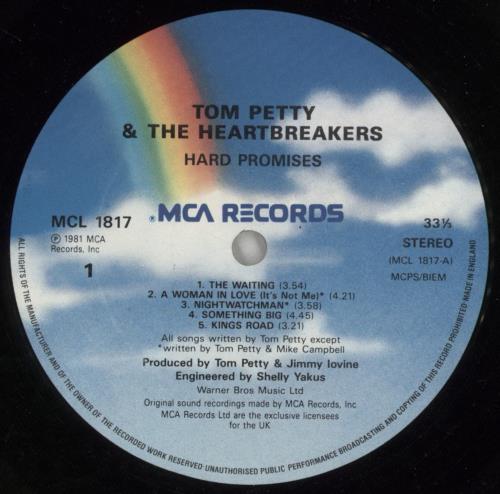 TOM PETTY
& THE HEARTBREAKERS
HARD PROMISES
MCL 1817
MCA RECORDS
33⅓
Ⓟ 1981 MCA
Records, Inc
STEREO
(MCL 1817-A)
1
MCPS/BIEM
1. THE WAITING (3.54)
2. A WOMAN IN LOVE (It's Not Me)* (4.21)
3. NIGHTWATCHMAN* (3.58)
4. SOMETHING BIG (4.45)
5. KINGS ROAD (3.21)
All songs written by Tom Petty except
*written by Tom Petty & Mike Campbell
Produced by Tom Petty & Jimmy Iovine
Engineered by Shelly Yakus
Warner Bros Music Ltd
Original sound recordings made by MCA Records, Inc
MCA Records Ltd are the exclusive licensees
for the UK
ALL RIGHTS OF THE MANUFACTURER AND OF THE OWNER OF THE RECORDED WORK RESERVED·UNAUTHORISED PUBLIC PERFORMANCE BROADCASTING AND COPYING OF THIS RECORD PROHIBITED·MADE IN ENGLAND